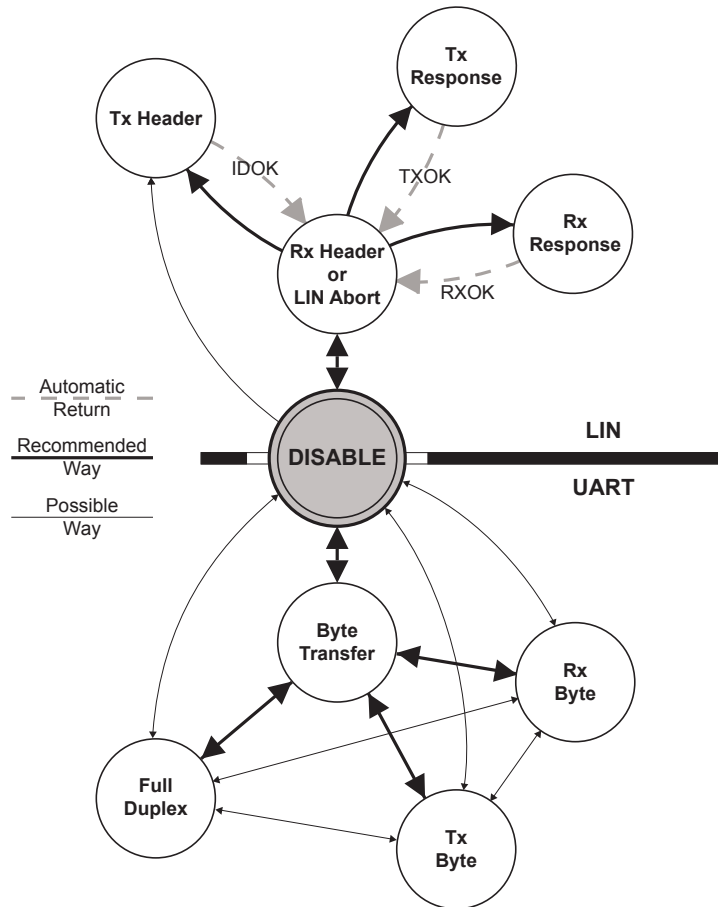 Tx
Response
Tx Header
IDOK
TXOK
Rx
Response
Rx Header
or
LIN Abort
RXOK
Automatic
Return
Recommended
Way
Possible
Way
DISABLE
LIN
UART
Byte
Transfer
Rx
Byte
Full
Duplex
Tx
Byte